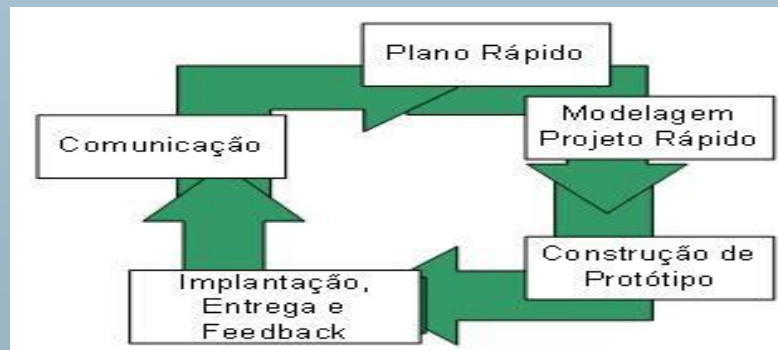 Plano Rápido
Modelagem
Projeto Rápido
Comunicação
Construção de
Protótipo
Implantação,
Entrega e
Feedback